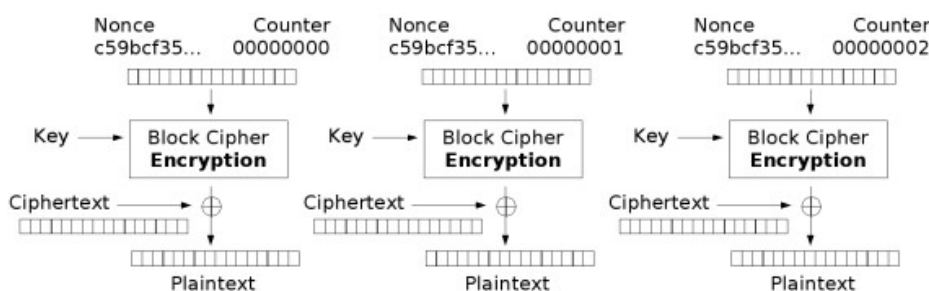 Nonce Counter Nonce Counter Nonce Counter
c59bcf35... 00000000 c59bcf35... 00000001 c59bcf35... 00000002
Key Block Cipher Key Block Cipher Key Block Cipher
Encryption Encryption Encryption
Ciphertext Ciphertext Ciphertext
Plaintext Plaintext Plaintext